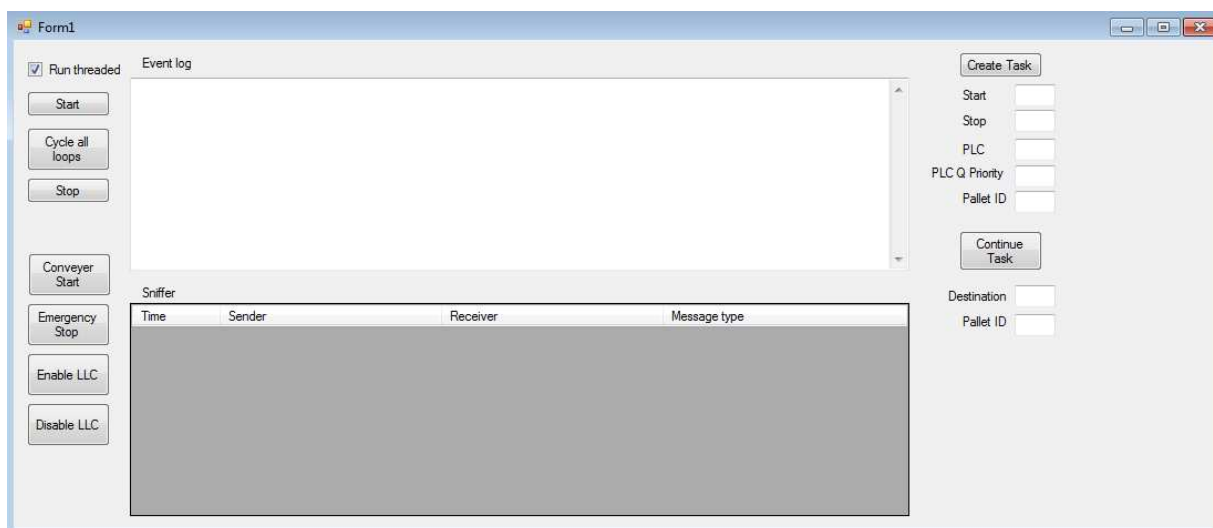 Form1
Run threaded
Start
Cycle all
loops
Stop
Conveyer
Start
Emergency
Stop
Enable LLC
Disable LLC
Event log
Sniffer
Time Sender Receiver Message type
Create Task
Start
Stop
PLC
PLC Q Priority
Pallet ID
Continue
Task
Destination
Pallet ID